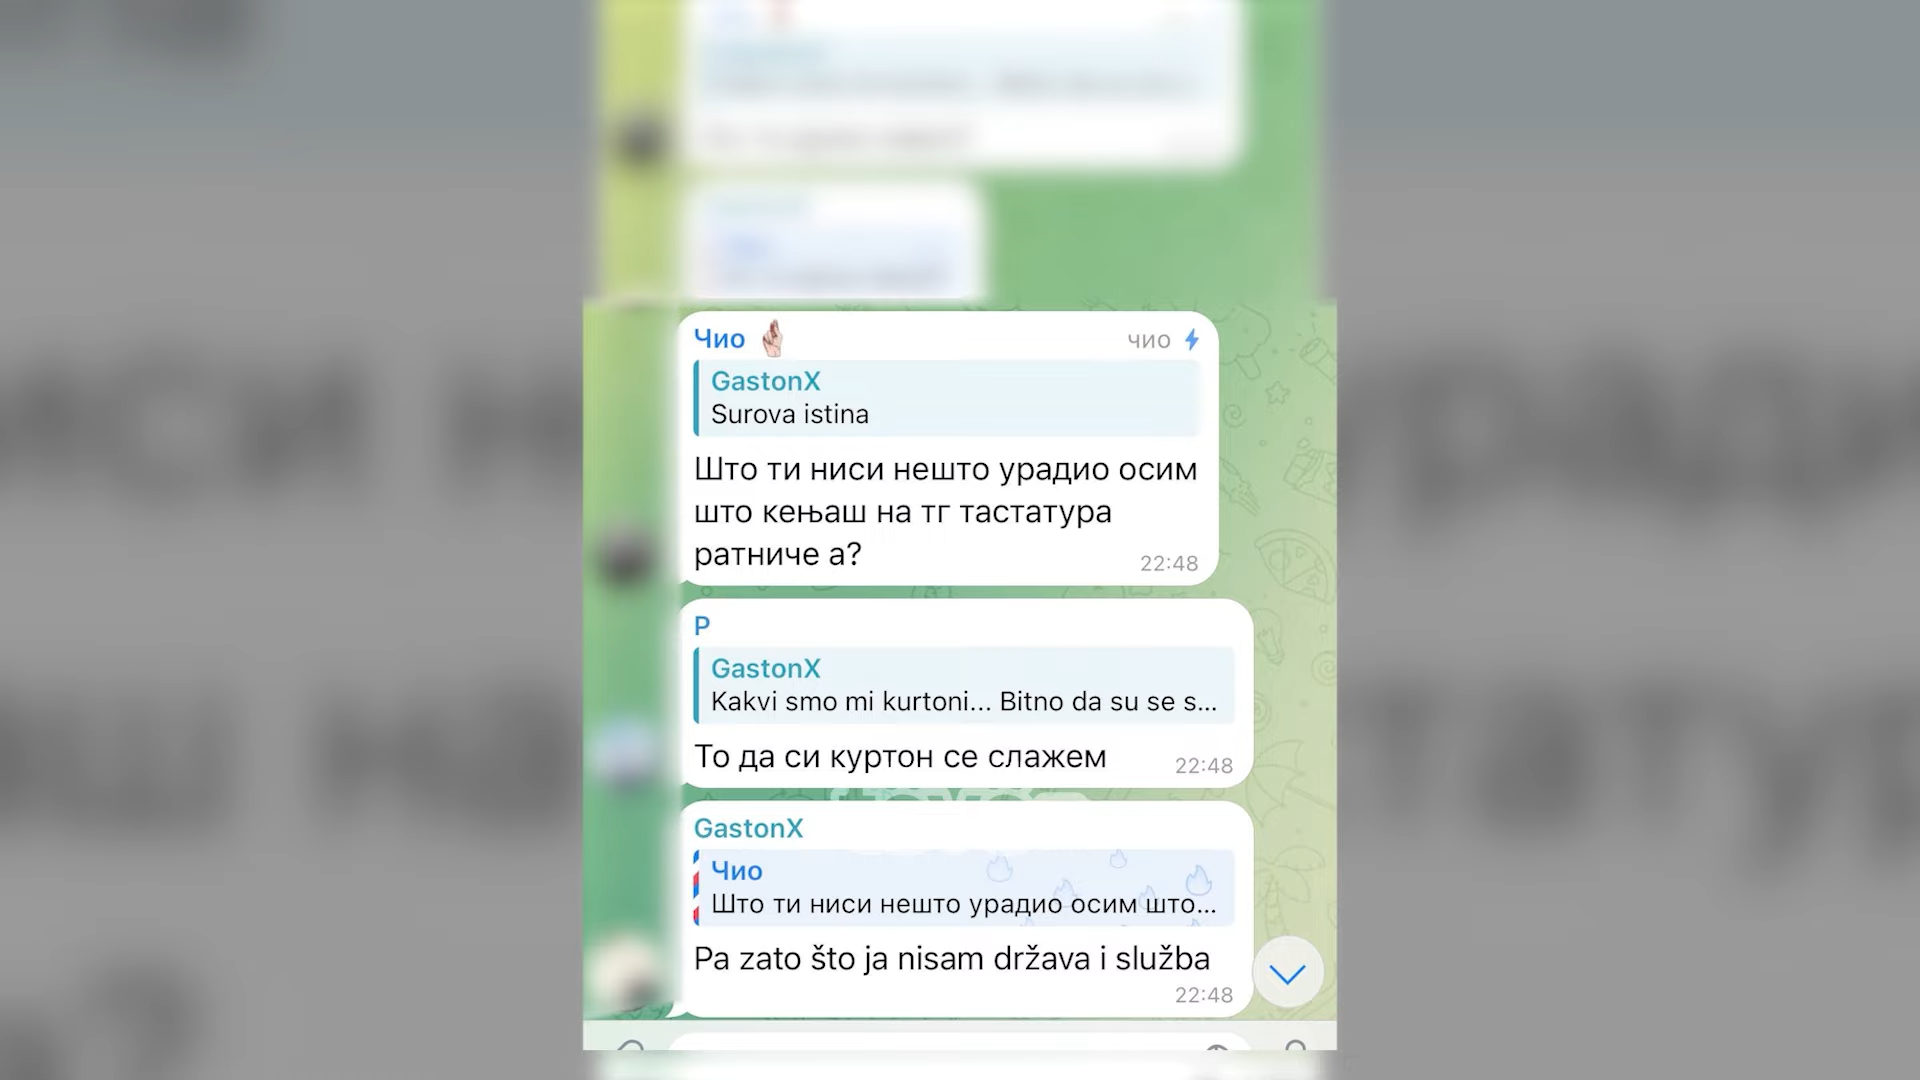 Чио чио
GastonX
Surova istina
Што ти ниси нешто урадио осим
што кењаш на тг тастатура
ратниче а?
22:48
Р
GastonX
Kakvi smo mi kurtoni... Bitno da su se s...
То да си куртон се слажем
22:48
GastonX
Чио
Што ти ниси нешто урадио осим што...
Pa zato što ja nisam država i služba
22:48